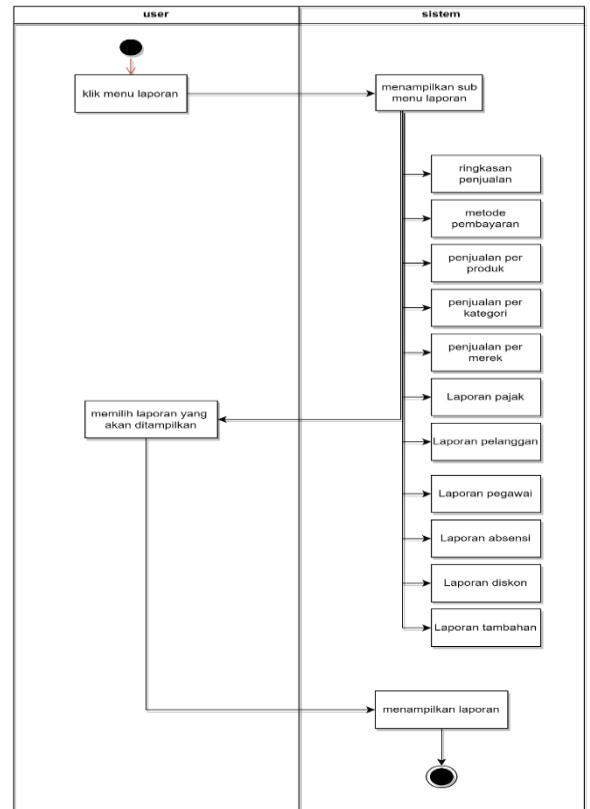 user
sistem
klik menu laporan
menampilkan sub
menu laporan
ringkasan
penjualan
metode
pembayaran
penjualan per
produk
penjualan per
kategori
penjualan per
merek
Laporan pajak
memilih laporan yang
akan ditampilkan
Laporan pelanggan
Laporan pegawai
Laporan absensi
Laporan diskon
Laporan tambahan
menampilkan laporan